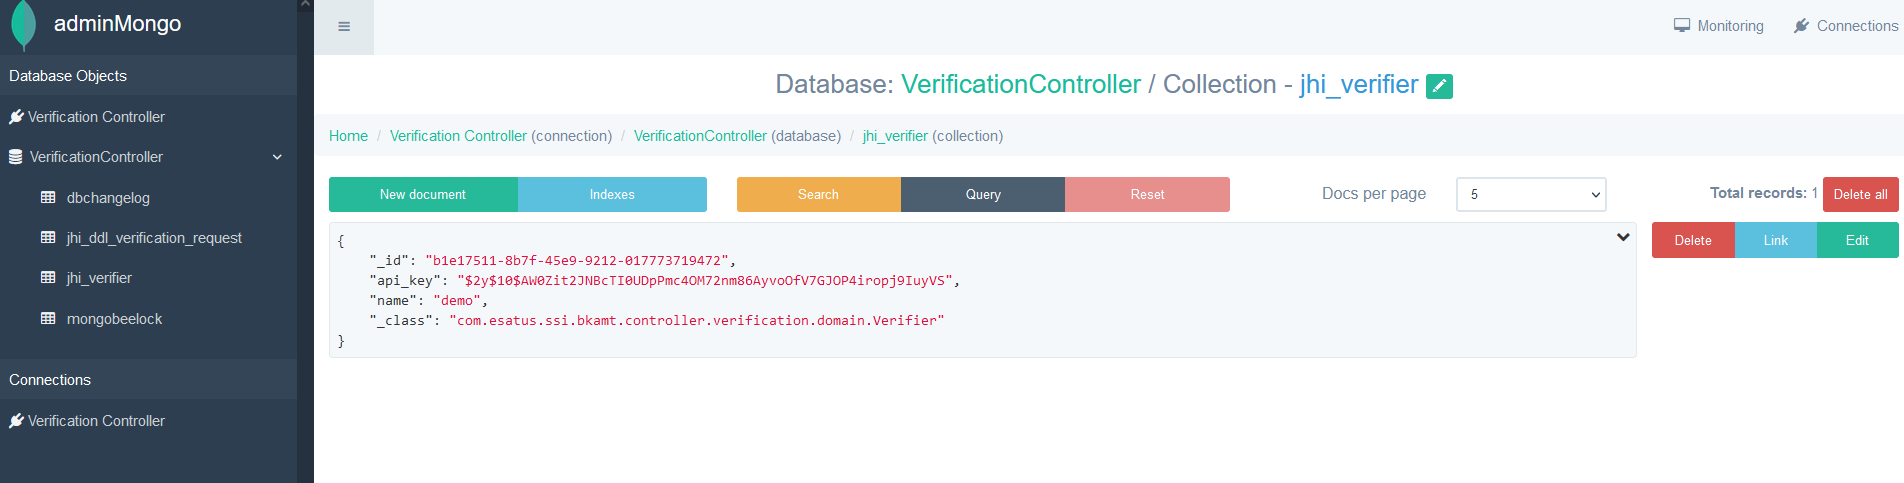 adminMongo
Monitoring Connections
Database Objects
Verification Controller
VerificationController
dbchangelog
jhi_ddl_verification_request
jhi_verifier
mongobeelock
Connections
Verification Controller
Database: VerificationController / Collection - jhi_verifier
Home / Verification Controller (connection) / VerificationController (database) / jhi_verifier (collection)
New document Indexes Search Query Reset Docs per page 5 Total records: 1 Delete all
Delete Link Edit
{
"_id": "b1e17511-8b7f-45e9-9212-017773719472",
"api_key": "$2y$10$AW0Zit2JNBcTI0UDpPmc4OM72nm86AyvoOfV7GJOP4iropj9IuyVS",
"name": "demo",
"_class": "com.esatus.ssi.bkamt.controller.verification.domain.Verifier"
}